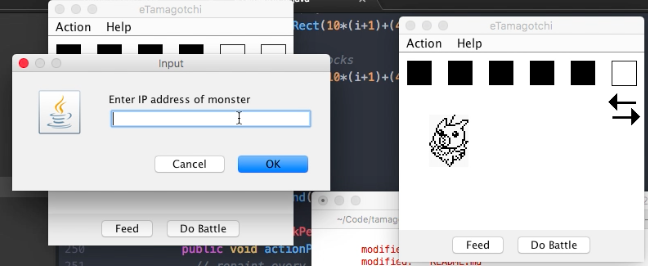 eTamagotchi
Action Help
Input
Enter IP address of monster
Cancel OK
Feed Do Battle
Rect(10*(i+1)+(4
ocks
10*(i+1)+(4
eTamagotchi
Action Help
Feed Do Battle
~/Code/tamag
250 public void actionP
251 // repaint every
modifie
modified: README.md